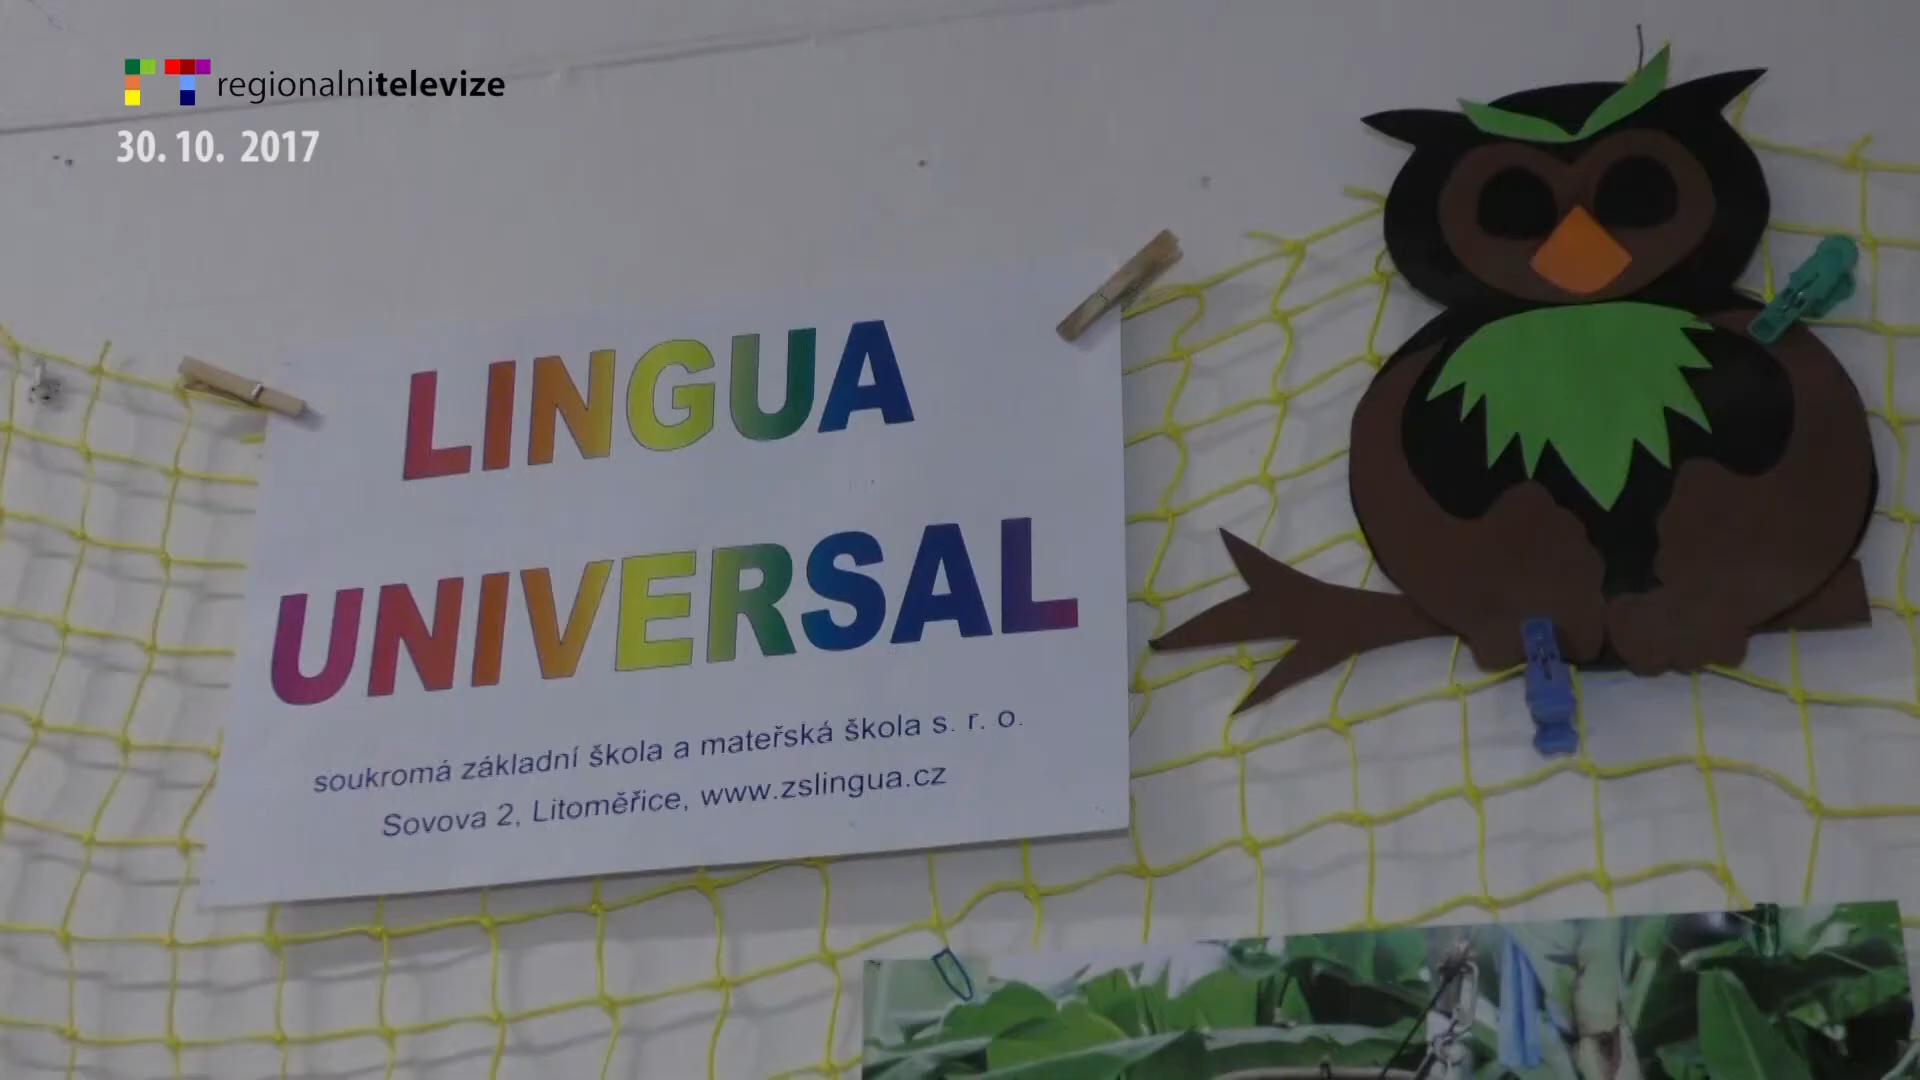 regionalnitelevize
30. 10. 2017
LINGUA
UNIVERSAL
soukromá základní škola a mateřská škola s. r. o.
Sovova 2, Litoměřice, www.zslingua.cz